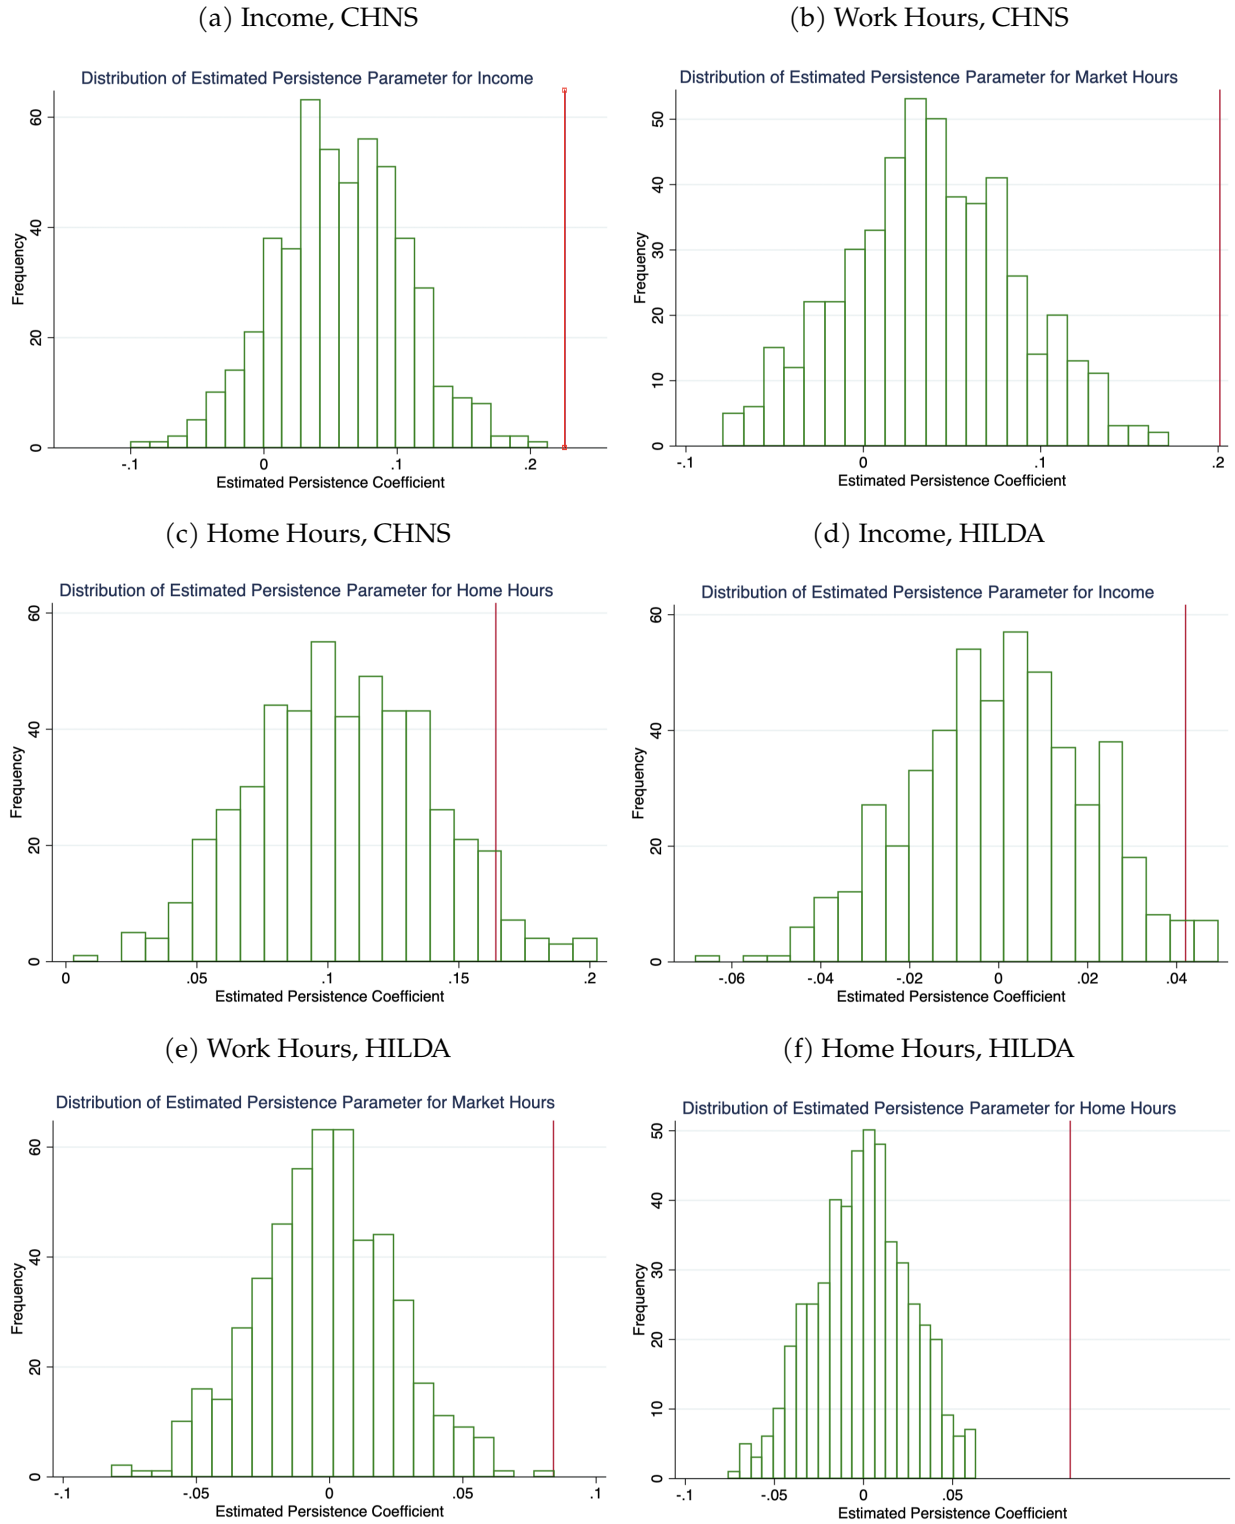 (a) Income, CHNS
Distribution of Estimated Persistence Parameter for Income
Frequency
60
40
20
0
-.1 0 .1 .2
Estimated Persistence Coefficient
(b) Work Hours, CHNS
Distribution of Estimated Persistence Parameter for Market Hours
Frequency
50
40
30
20
10
0
-.1 0 .1 .2
Estimated Persistence Coefficient
(c) Home Hours, CHNS
Distribution of Estimated Persistence Parameter for Home Hours
Frequency
60
40
20
0
0 .05 .1 .15 .2
Estimated Persistence Coefficient
(d) Income, HILDA
Distribution of Estimated Persistence Parameter for Income
Frequency
60
40
20
0
-.06 -.04 -.02 0 .02 .04
Estimated Persistence Coefficient
(e) Work Hours, HILDA
Distribution of Estimated Persistence Parameter for Market Hours
Frequency
60
40
20
0
-.1 -.05 0 .05 .1
Estimated Persistence Coefficient
(f) Home Hours, HILDA
Distribution of Estimated Persistence Parameter for Home Hours
Frequency
50
40
30
20
10
0
-.1 -.05 0 .05
Estimated Persistence Coefficient